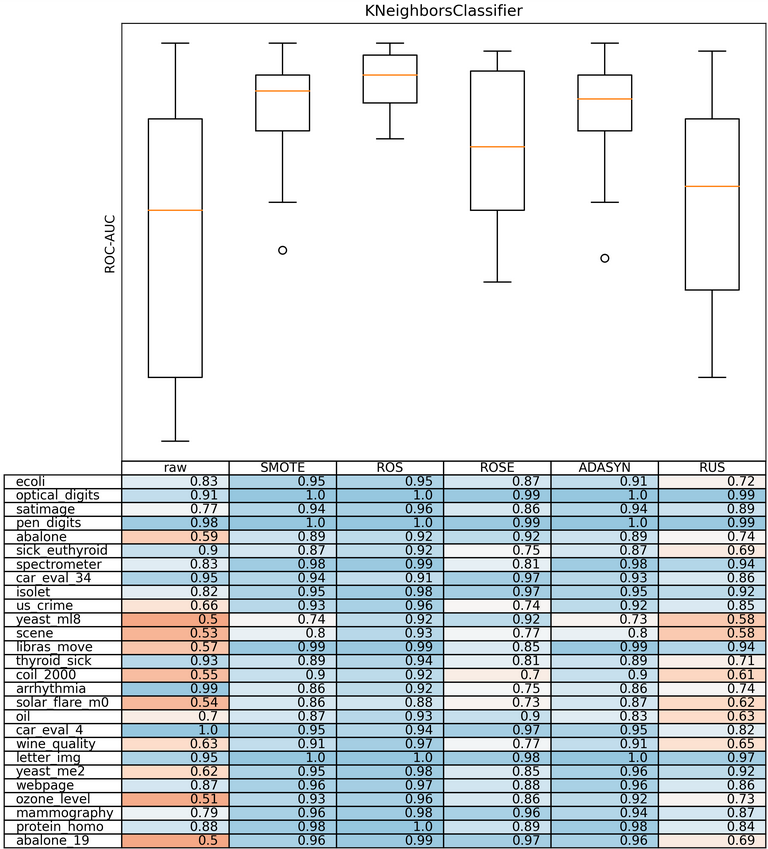 KNeighborsClassifier
ROC-AUC
raw SMOTE ROS ROSE ADASYN RUS
ecoli 0.83 0.95 0.95 0.87 0.91 0.72
optical_digits 0.91 1.0 1.0 0.99 1.0 0.99
satimage 0.77 0.94 0.96 0.86 0.94 0.89
pen_digits 0.98 1.0 1.0 0.99 1.0 0.99
abalone 0.59 0.89 0.92 0.92 0.89 0.74
sick_euthyroid 0.9 0.87 0.92 0.75 0.87 0.69
spectrometer 0.83 0.98 0.99 0.81 0.98 0.94
car_eval_34 0.95 0.94 0.91 0.97 0.93 0.86
isolet 0.82 0.95 0.98 0.97 0.95 0.92
us_crime 0.66 0.93 0.96 0.74 0.92 0.85
yeast_ml8 0.5 0.74 0.92 0.92 0.73 0.58
scene 0.53 0.8 0.93 0.77 0.8 0.58
libras_move 0.57 0.99 0.99 0.85 0.99 0.94
thyroid_sick 0.93 0.89 0.94 0.81 0.89 0.71
coil_2000 0.55 0.9 0.92 0.7 0.9 0.61
arrhythmia 0.99 0.86 0.92 0.75 0.86 0.74
solar_flare_m0 0.54 0.86 0.88 0.73 0.87 0.62
oil 0.7 0.87 0.93 0.9 0.83 0.63
car_eval_4 1.0 0.95 0.94 0.97 0.95 0.82
wine_quality 0.63 0.91 0.97 0.77 0.91 0.65
letter_img 0.95 1.0 1.0 0.98 1.0 0.97
yeast_me2 0.62 0.95 0.98 0.85 0.96 0.92
webpage 0.87 0.96 0.97 0.88 0.96 0.86
ozone_level 0.51 0.93 0.96 0.86 0.92 0.73
mammography 0.79 0.96 0.98 0.96 0.94 0.87
protein_homo 0.88 0.98 1.0 0.89 0.98 0.84
abalone_19 0.5 0.96 0.99 0.97 0.96 0.69